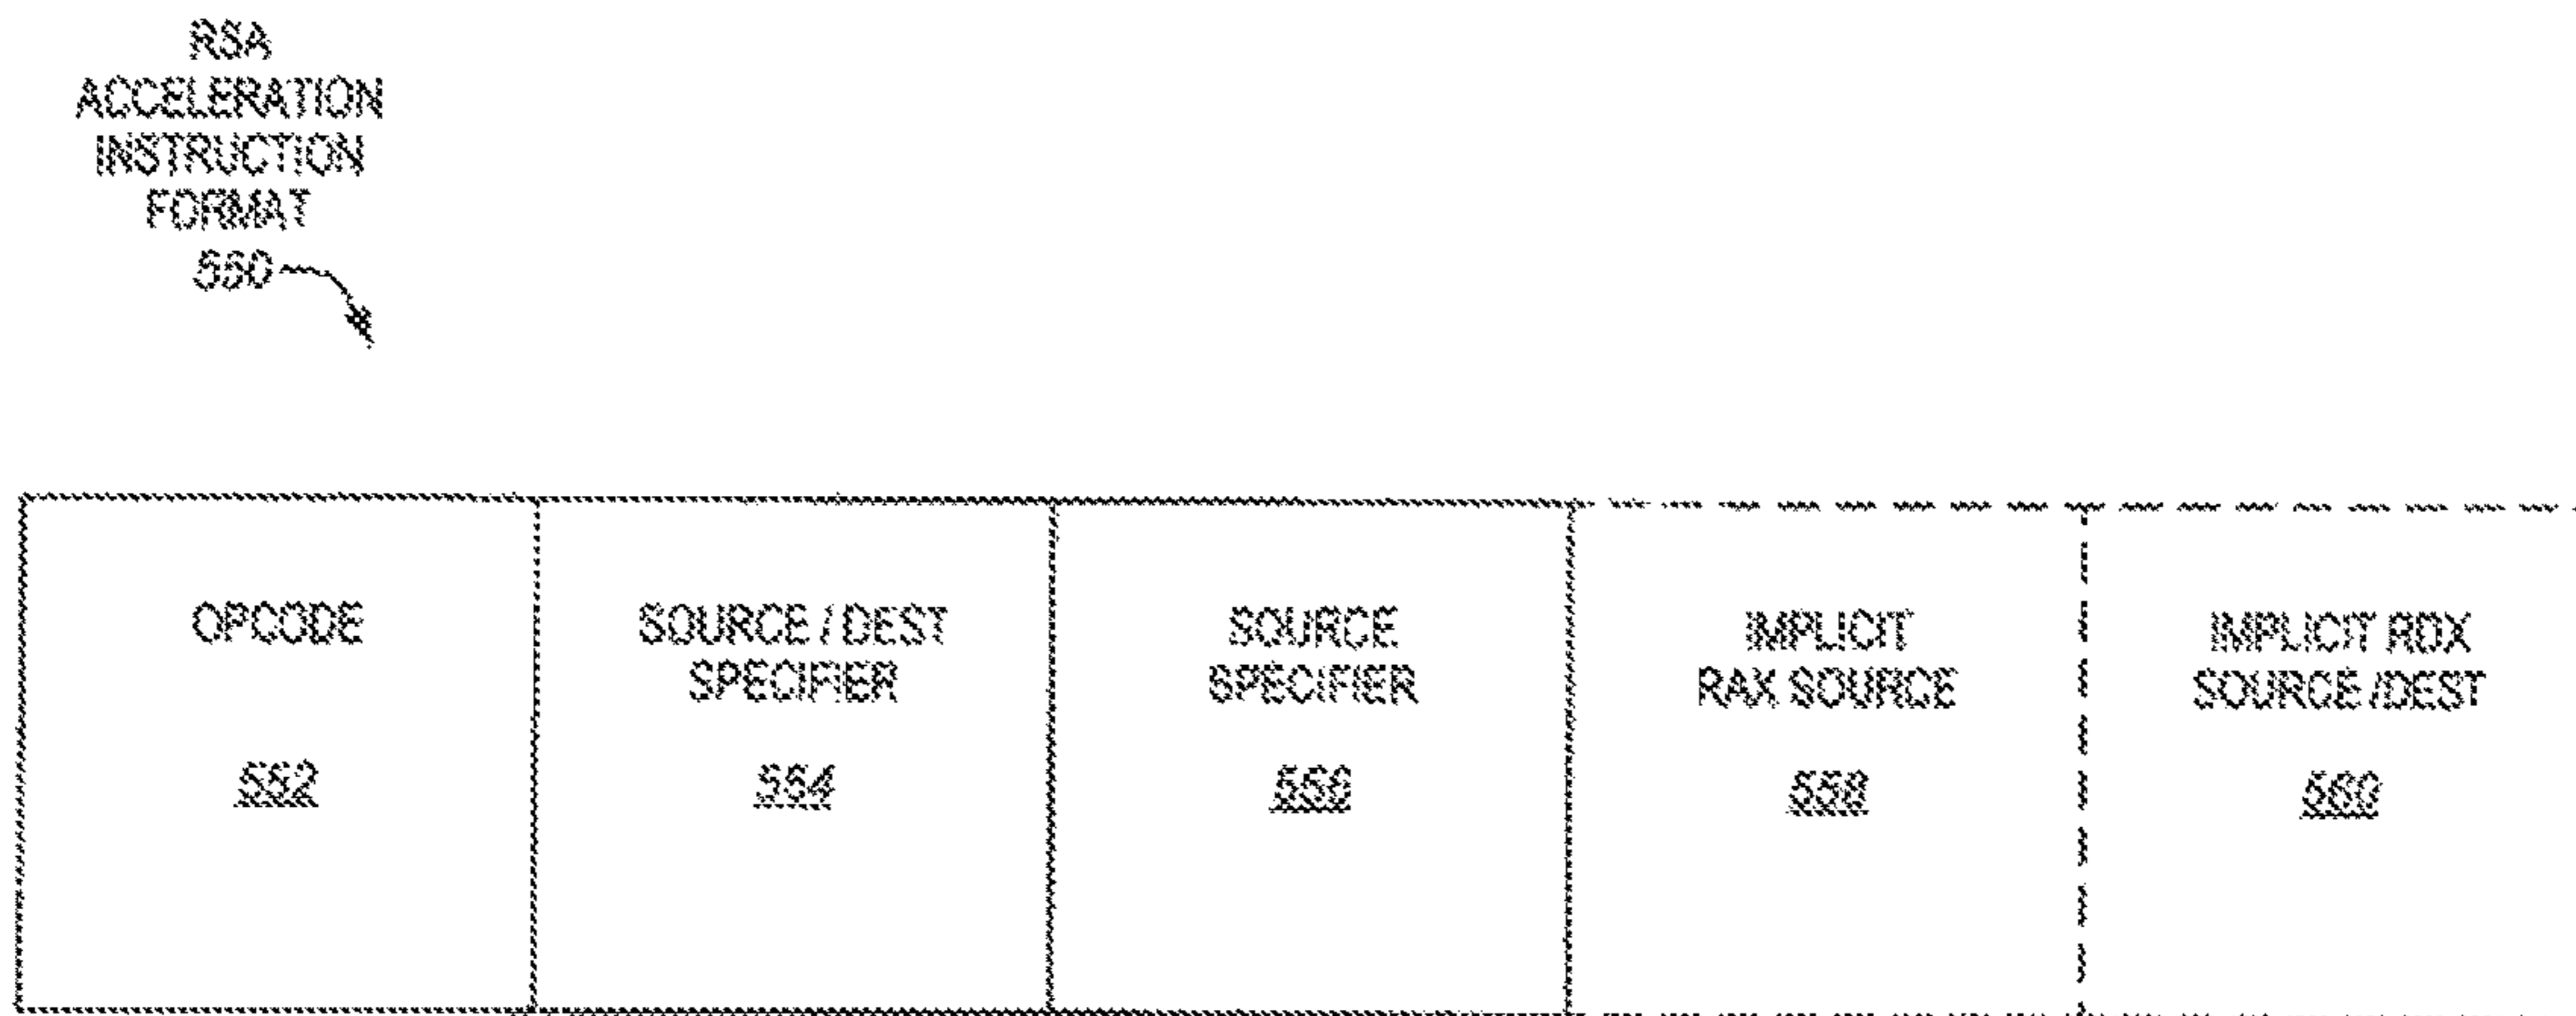 RSA
ACCELERATION
INSTRUCTION
FORMAT
550
OPCODE
552
SOURCE / DEST
SPECIFIER
554
SOURCE
SPECIFIER
556
IMPLICIT
RAX SOURCE
558
IMPLICIT RDX
SOURCE /DEST
560